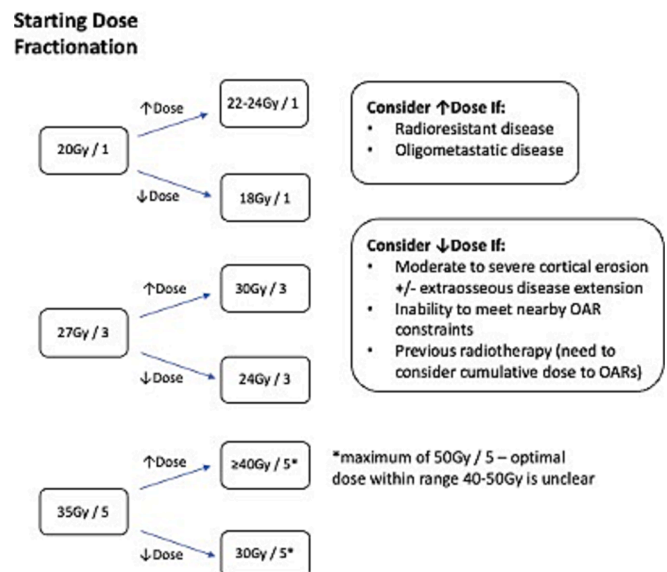 Starting Dose
Fractionation
↑Dose
22-24Gy / 1
20Gy / 1
↓Dose
18Gy / 1
Consider ↑Dose If:
• Radioresistant disease
• Oligometastatic disease
↑Dose
30Gy / 3
27Gy / 3
↓Dose
24Gy / 3
Consider ↓Dose If:
• Moderate to severe cortical erosion
+/- extraosseous disease extension
• Inability to meet nearby OAR
constraints
• Previous radiotherapy (need to
consider cumulative dose to OARs)
↑Dose
≥40Gy / 5*
35Gy / 5
↓Dose
30Gy / 5*
*maximum of 50Gy / 5 – optimal
dose within range 40-50Gy is unclear